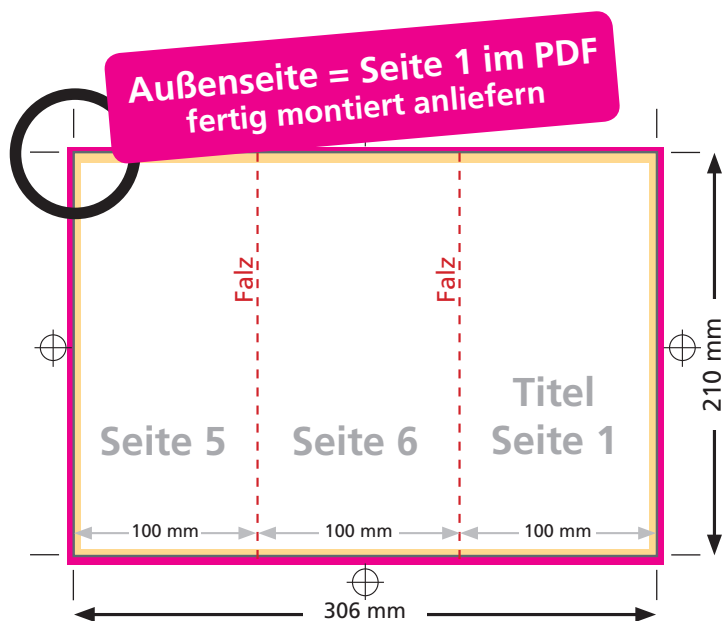 Außenseite = Seite 1 im PDF
fertig montiert anliefern
Falz
Falz
210 mm
Titel
Seite 5
Seite 6
Seite 1
100 mm
100 mm
100 mm
306 mm